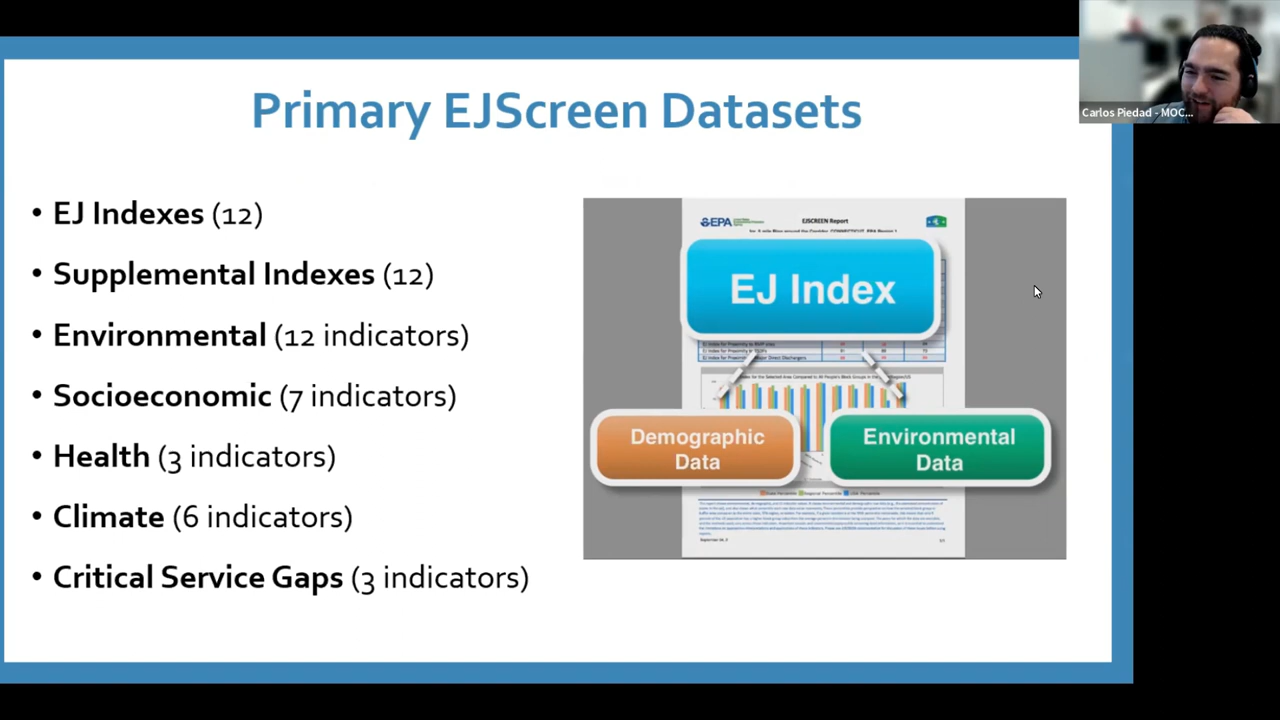 Primary EJScreen Datasets
Carlos Piedad - MOC...
• EJ Indexes (12)
• Supplemental Indexes (12)
• Environmental (12 indicators)
• Socioeconomic (7 indicators)
• Health (3 indicators)
• Climate (6 indicators)
• Critical Service Gaps (3 indicators)
EPA
EJSCREEN Report
EJ Index
Demographic
Data
Environmental
Data